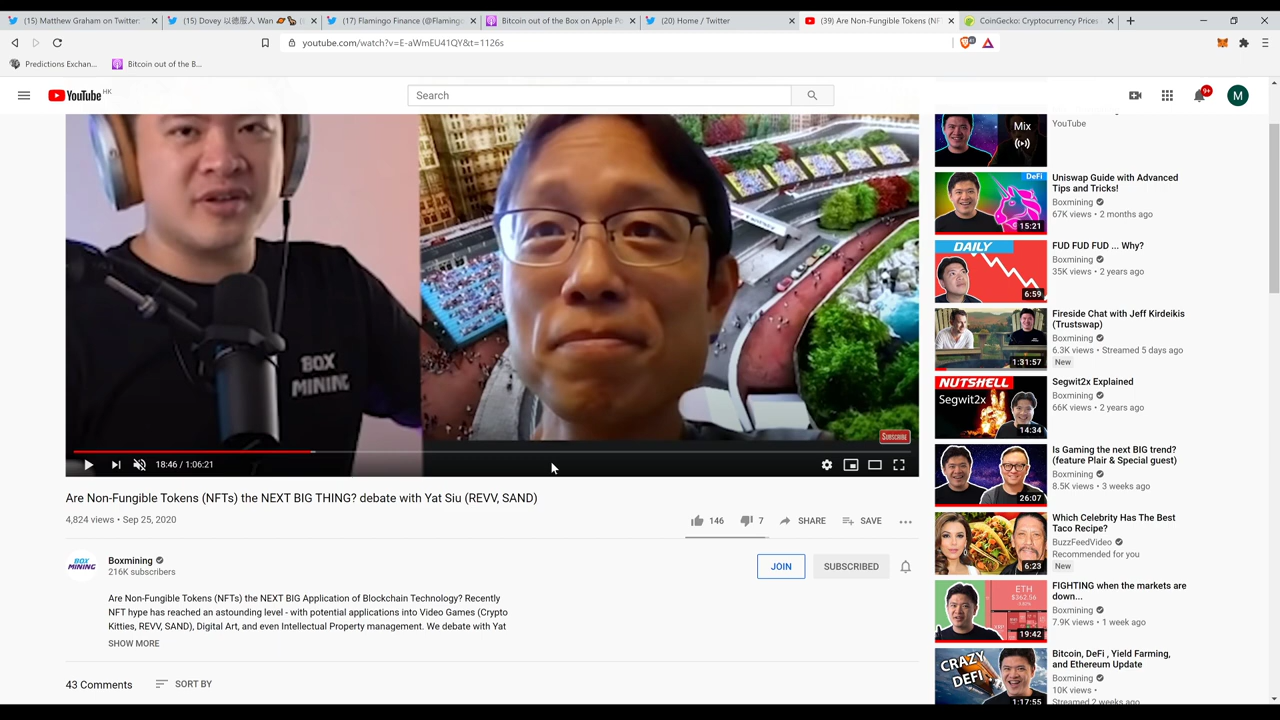 (15) Matthew Graham on Twitter:
(15) Dovey 以德服人 Wan
(17) Flamingo Finance (@Flamingo
Bitcoin out of the Box on Apple Po
(20) Home / Twitter
(39) Are Non-Fungible Tokens (NF
CoinGecko: Cryptocurrency Prices
youtube.com/watch?v=E-aWmEU41QY&t=1126s
Predictions Exchan...
Bitcoin out of the B...
YouTube HK
Search
9+
M
BOX
MINING
SUBSCRIBE
18:46 / 1:06:21
Are Non-Fungible Tokens (NFTs) the NEXT BIG THING? debate with Yat Siu (REVV, SAND)
4,824 views • Sep 25, 2020
146
7
SHARE
SAVE
BOX
MINING
Boxmining
216K subscribers
JOIN
SUBSCRIBED
Are Non-Fungible Tokens (NFTs) the NEXT BIG Application of Blockchain Technology? Recently
NFT hype has reached an astounding level - with potential applications into Video Games (Crypto
Kitties, REVV, SAND), Digital Art, and even Intellectual Property management. We debate with Yat
SHOW MORE
43 Comments
SORT BY
Mix
YouTube
DeFi
15:21
Uniswap Guide with Advanced
Tips and Tricks!
Boxmining
67K views • 2 months ago
DAILY
6:59
FUD FUD FUD ... Why?
Boxmining
35K views • 2 years ago
1:31:57
Fireside Chat with Jeff Kirdeikis
(Trustswap)
Boxmining
6.3K views • Streamed 5 days ago
New
NUTSHELL
Segwit2x
14:34
Segwit2x Explained
Boxmining
66K views • 2 years ago
26:07
Is Gaming the next BIG trend?
(feature Plair & Special guest)
Boxmining
8.5K views • 3 weeks ago
6:23
Which Celebrity Has The Best
Taco Recipe?
BuzzFeedVideo
Recommended for you
New
ETH
$362.56
19:42
FIGHTING when the markets are
down...
Boxmining
7.9K views • 1 week ago
CRAZY
DEFI
1:17:55
Bitcoin, DeFi , Yield Farming,
and Ethereum Update
Boxmining
10K views •
Streamed 2 weeks ago